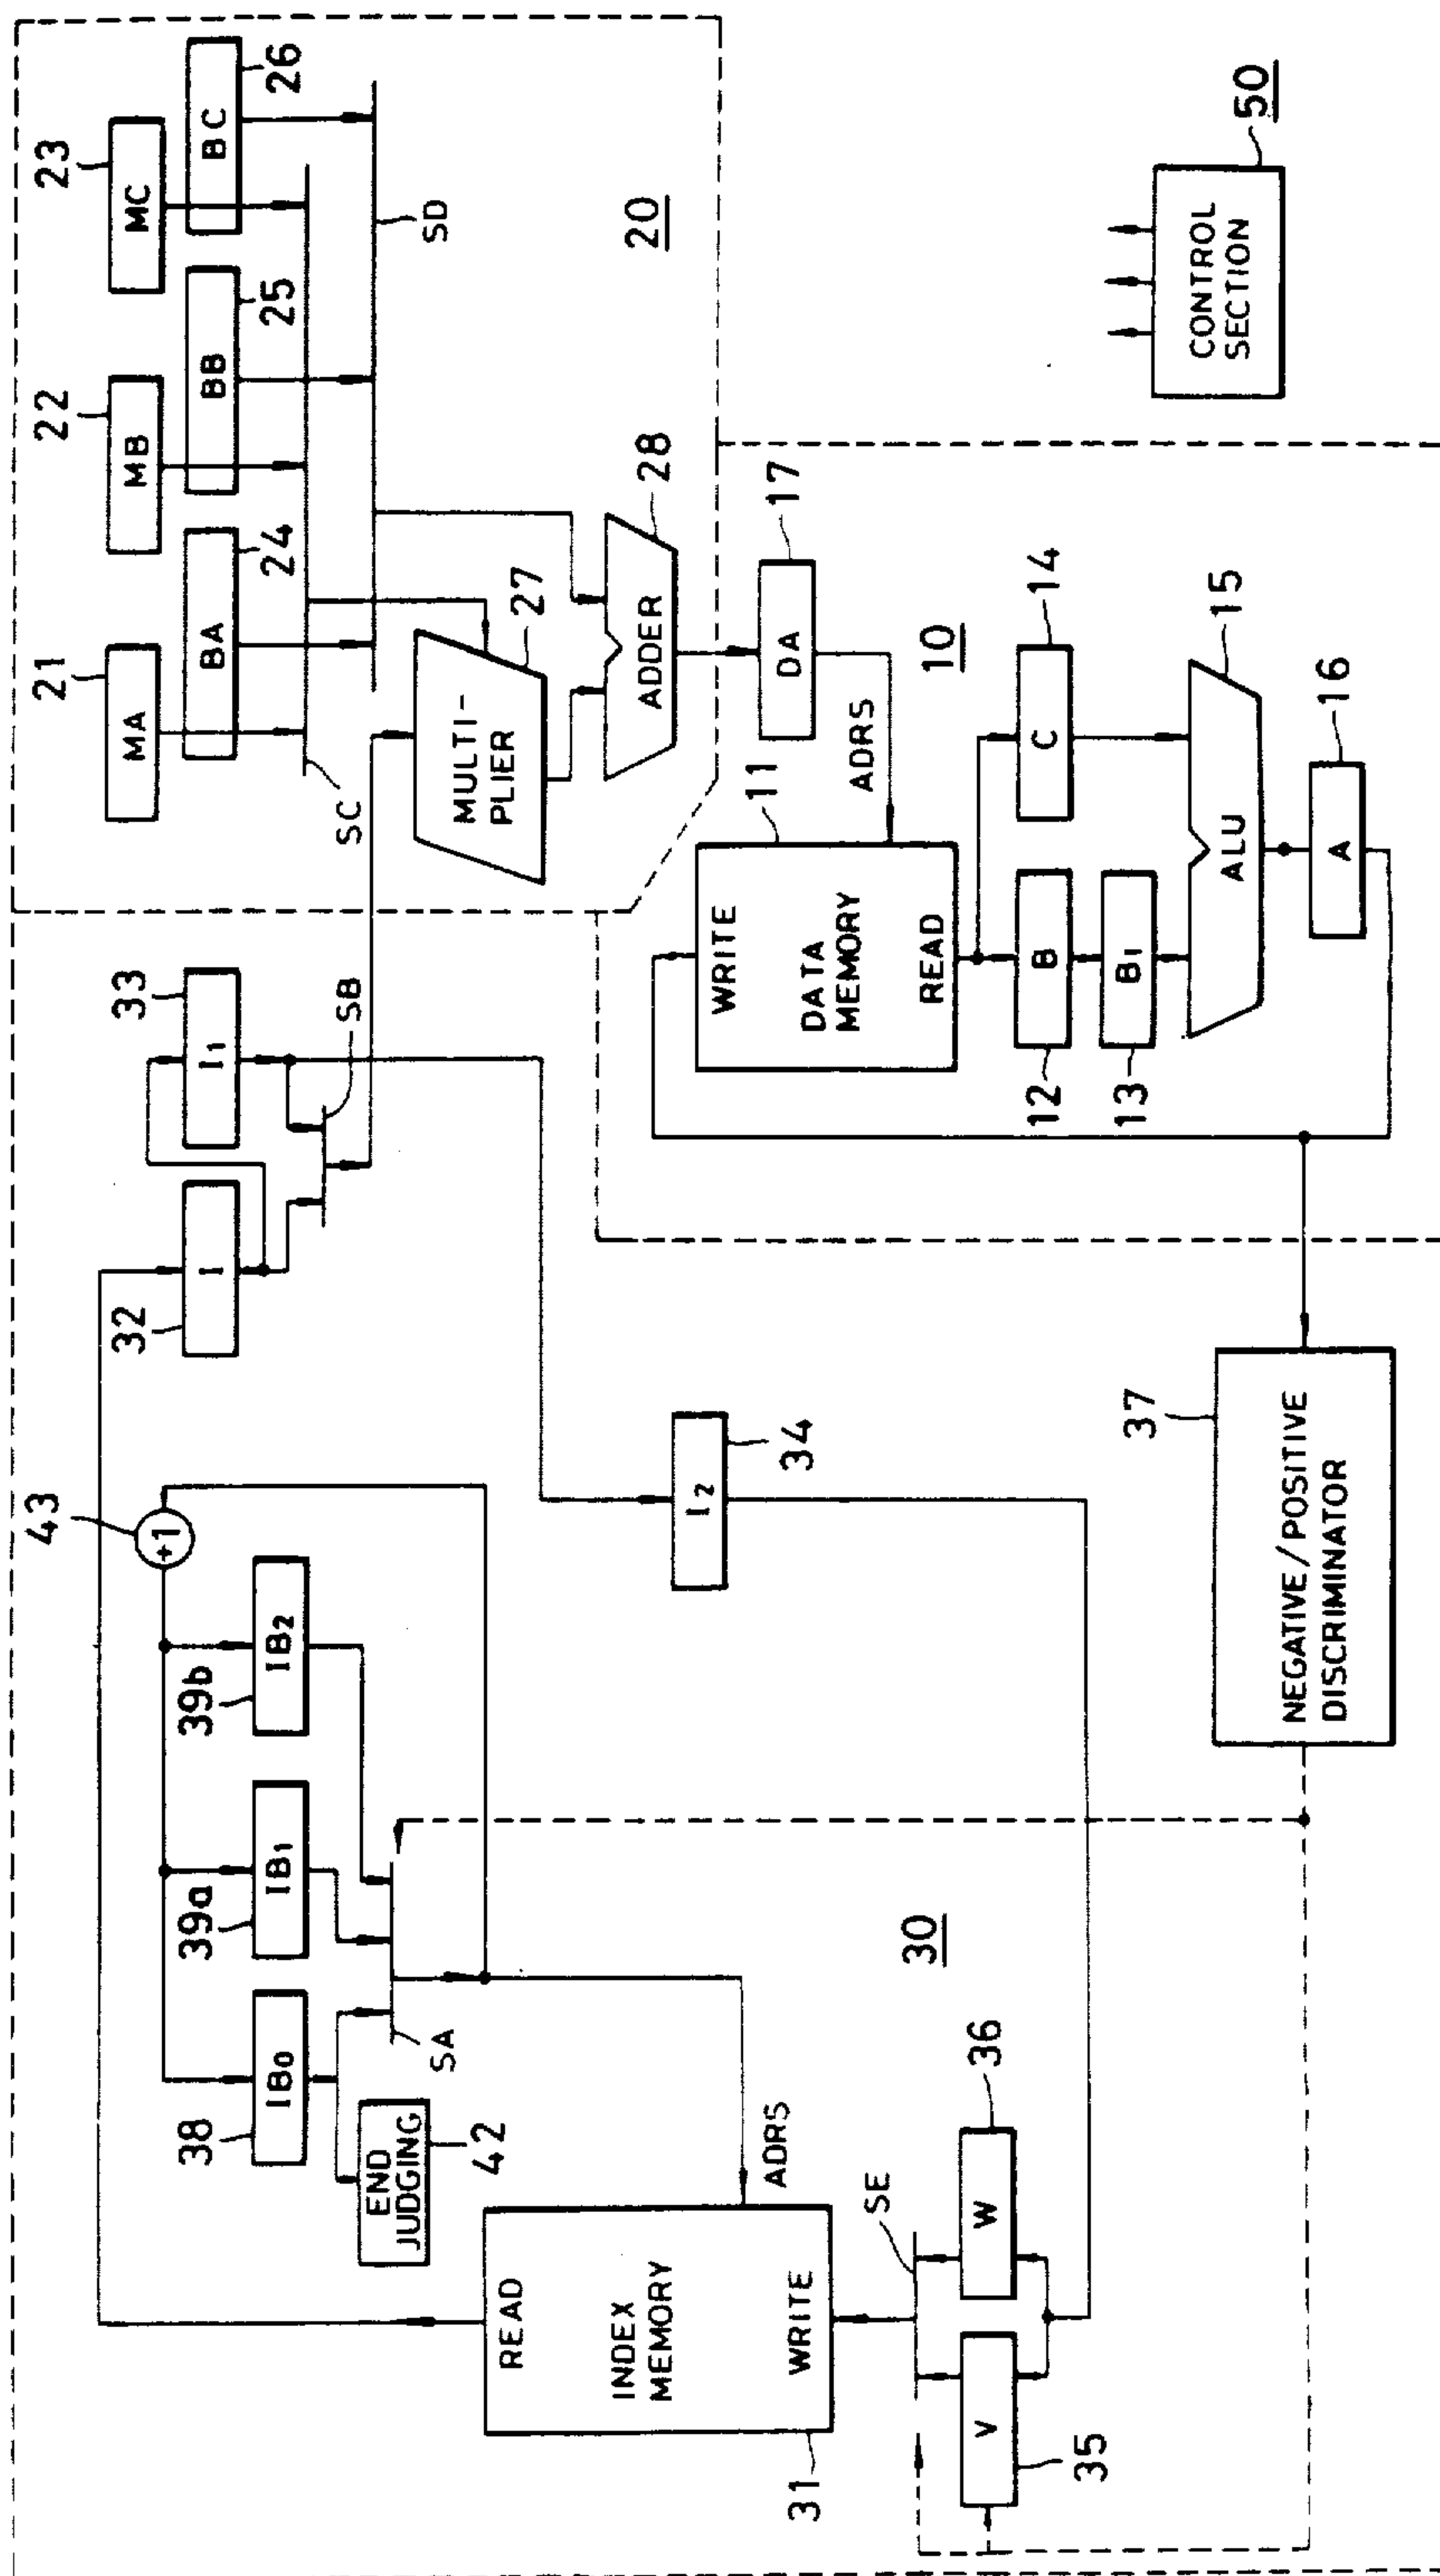 43
38
39a
39b
IB0
IB1
IB2
+1
END
JUDGING
42
SA
32
33
I
I1
SB
21
22
23
MA
MB
MC
BA
BB
BC
24
25
26
SC
SD
MULTI-
PLIER
27
ADDER
28
20
READ
INDEX
MEMORY
WRITE
ADRS
31
SE
V
W
35
36
30
I2
34
NEGATIVE/POSITIVE
DISCRIMINATOR
37
WRITE
DATA
MEMORY
READ
11
ADRS
DA
17
10
B
12
B1
13
C
14
ALU
15
A
16
CONTROL
SECTION
50